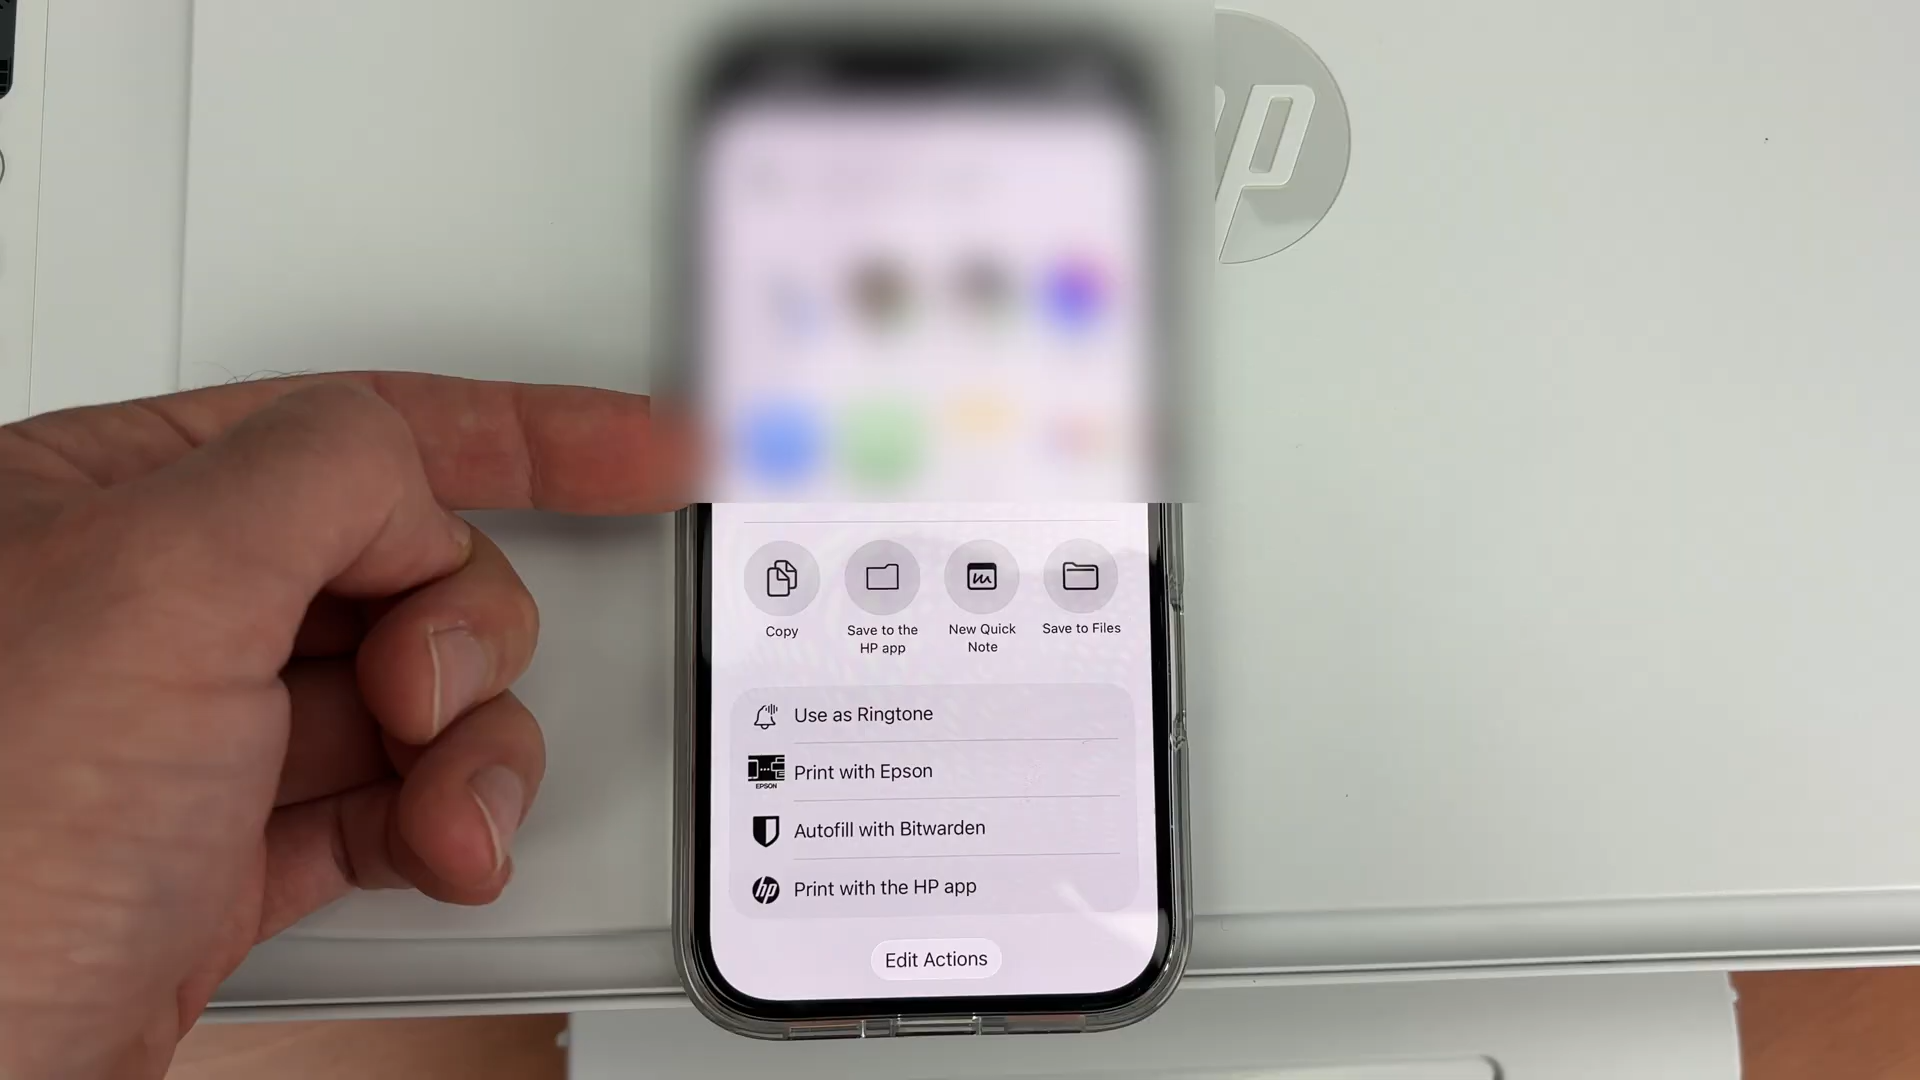 hp
Copy
Save to the
HP app
New Quick
Note
Save to Files
Use as Ringtone
EPSON
Print with Epson
Autofill with Bitwarden
hp
Print with the HP app
Edit Actions